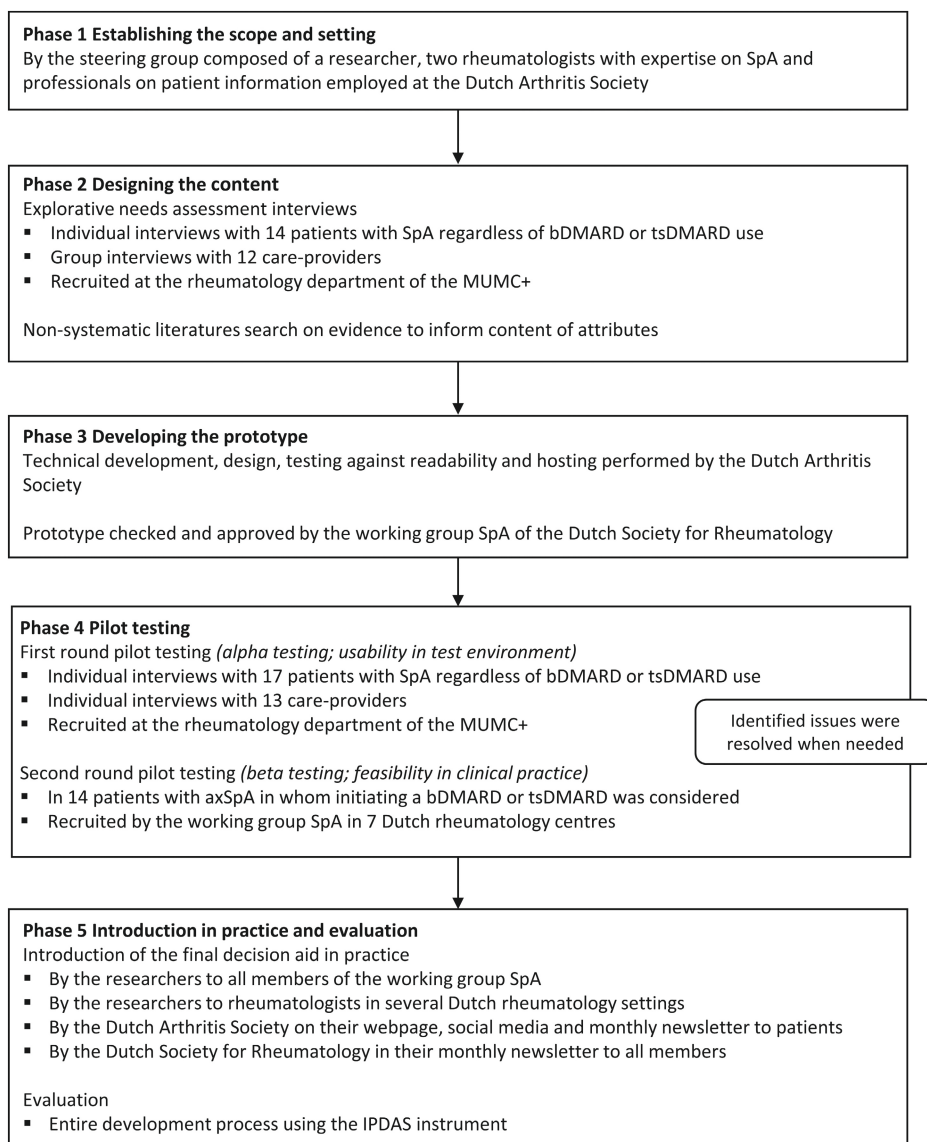 Phase 1 Establishing the scope and setting
By the steering group composed of a researcher, two rheumatologists with expertise on SpA and
professionals on patient information employed at the Dutch Arthritis Society
Phase 2 Designing the content
Explorative needs assessment interviews
▪ Individual interviews with 14 patients with SpA regardless of bDMARD or tsDMARD use
▪ Group interviews with 12 care-providers
▪ Recruited at the rheumatology department of the MUMC+
Non-systematic literatures search on evidence to inform content of attributes
Phase 3 Developing the prototype
Technical development, design, testing against readability and hosting performed by the Dutch Arthritis
Society
Prototype checked and approved by the working group SpA of the Dutch Society for Rheumatology
Phase 4 Pilot testing
First round pilot testing (alpha testing; usability in test environment)
▪ Individual interviews with 17 patients with SpA regardless of bDMARD or tsDMARD use
▪ Individual interviews with 13 care-providers
▪ Recruited at the rheumatology department of the MUMC+
Identified issues were
resolved when needed
Second round pilot testing (beta testing; feasibility in clinical practice)
▪ In 14 patients with axSpA in whom initiating a bDMARD or tsDMARD was considered
▪ Recruited by the working group SpA in 7 Dutch rheumatology centres
Phase 5 Introduction in practice and evaluation
Introduction of the final decision aid in practice
▪ By the researchers to all members of the working group SpA
▪ By the researchers to rheumatologists in several Dutch rheumatology settings
▪ By the Dutch Arthritis Society on their webpage, social media and monthly newsletter to patients
▪ By the Dutch Society for Rheumatology in their monthly newsletter to all members
Evaluation
▪ Entire development process using the IPDAS instrument